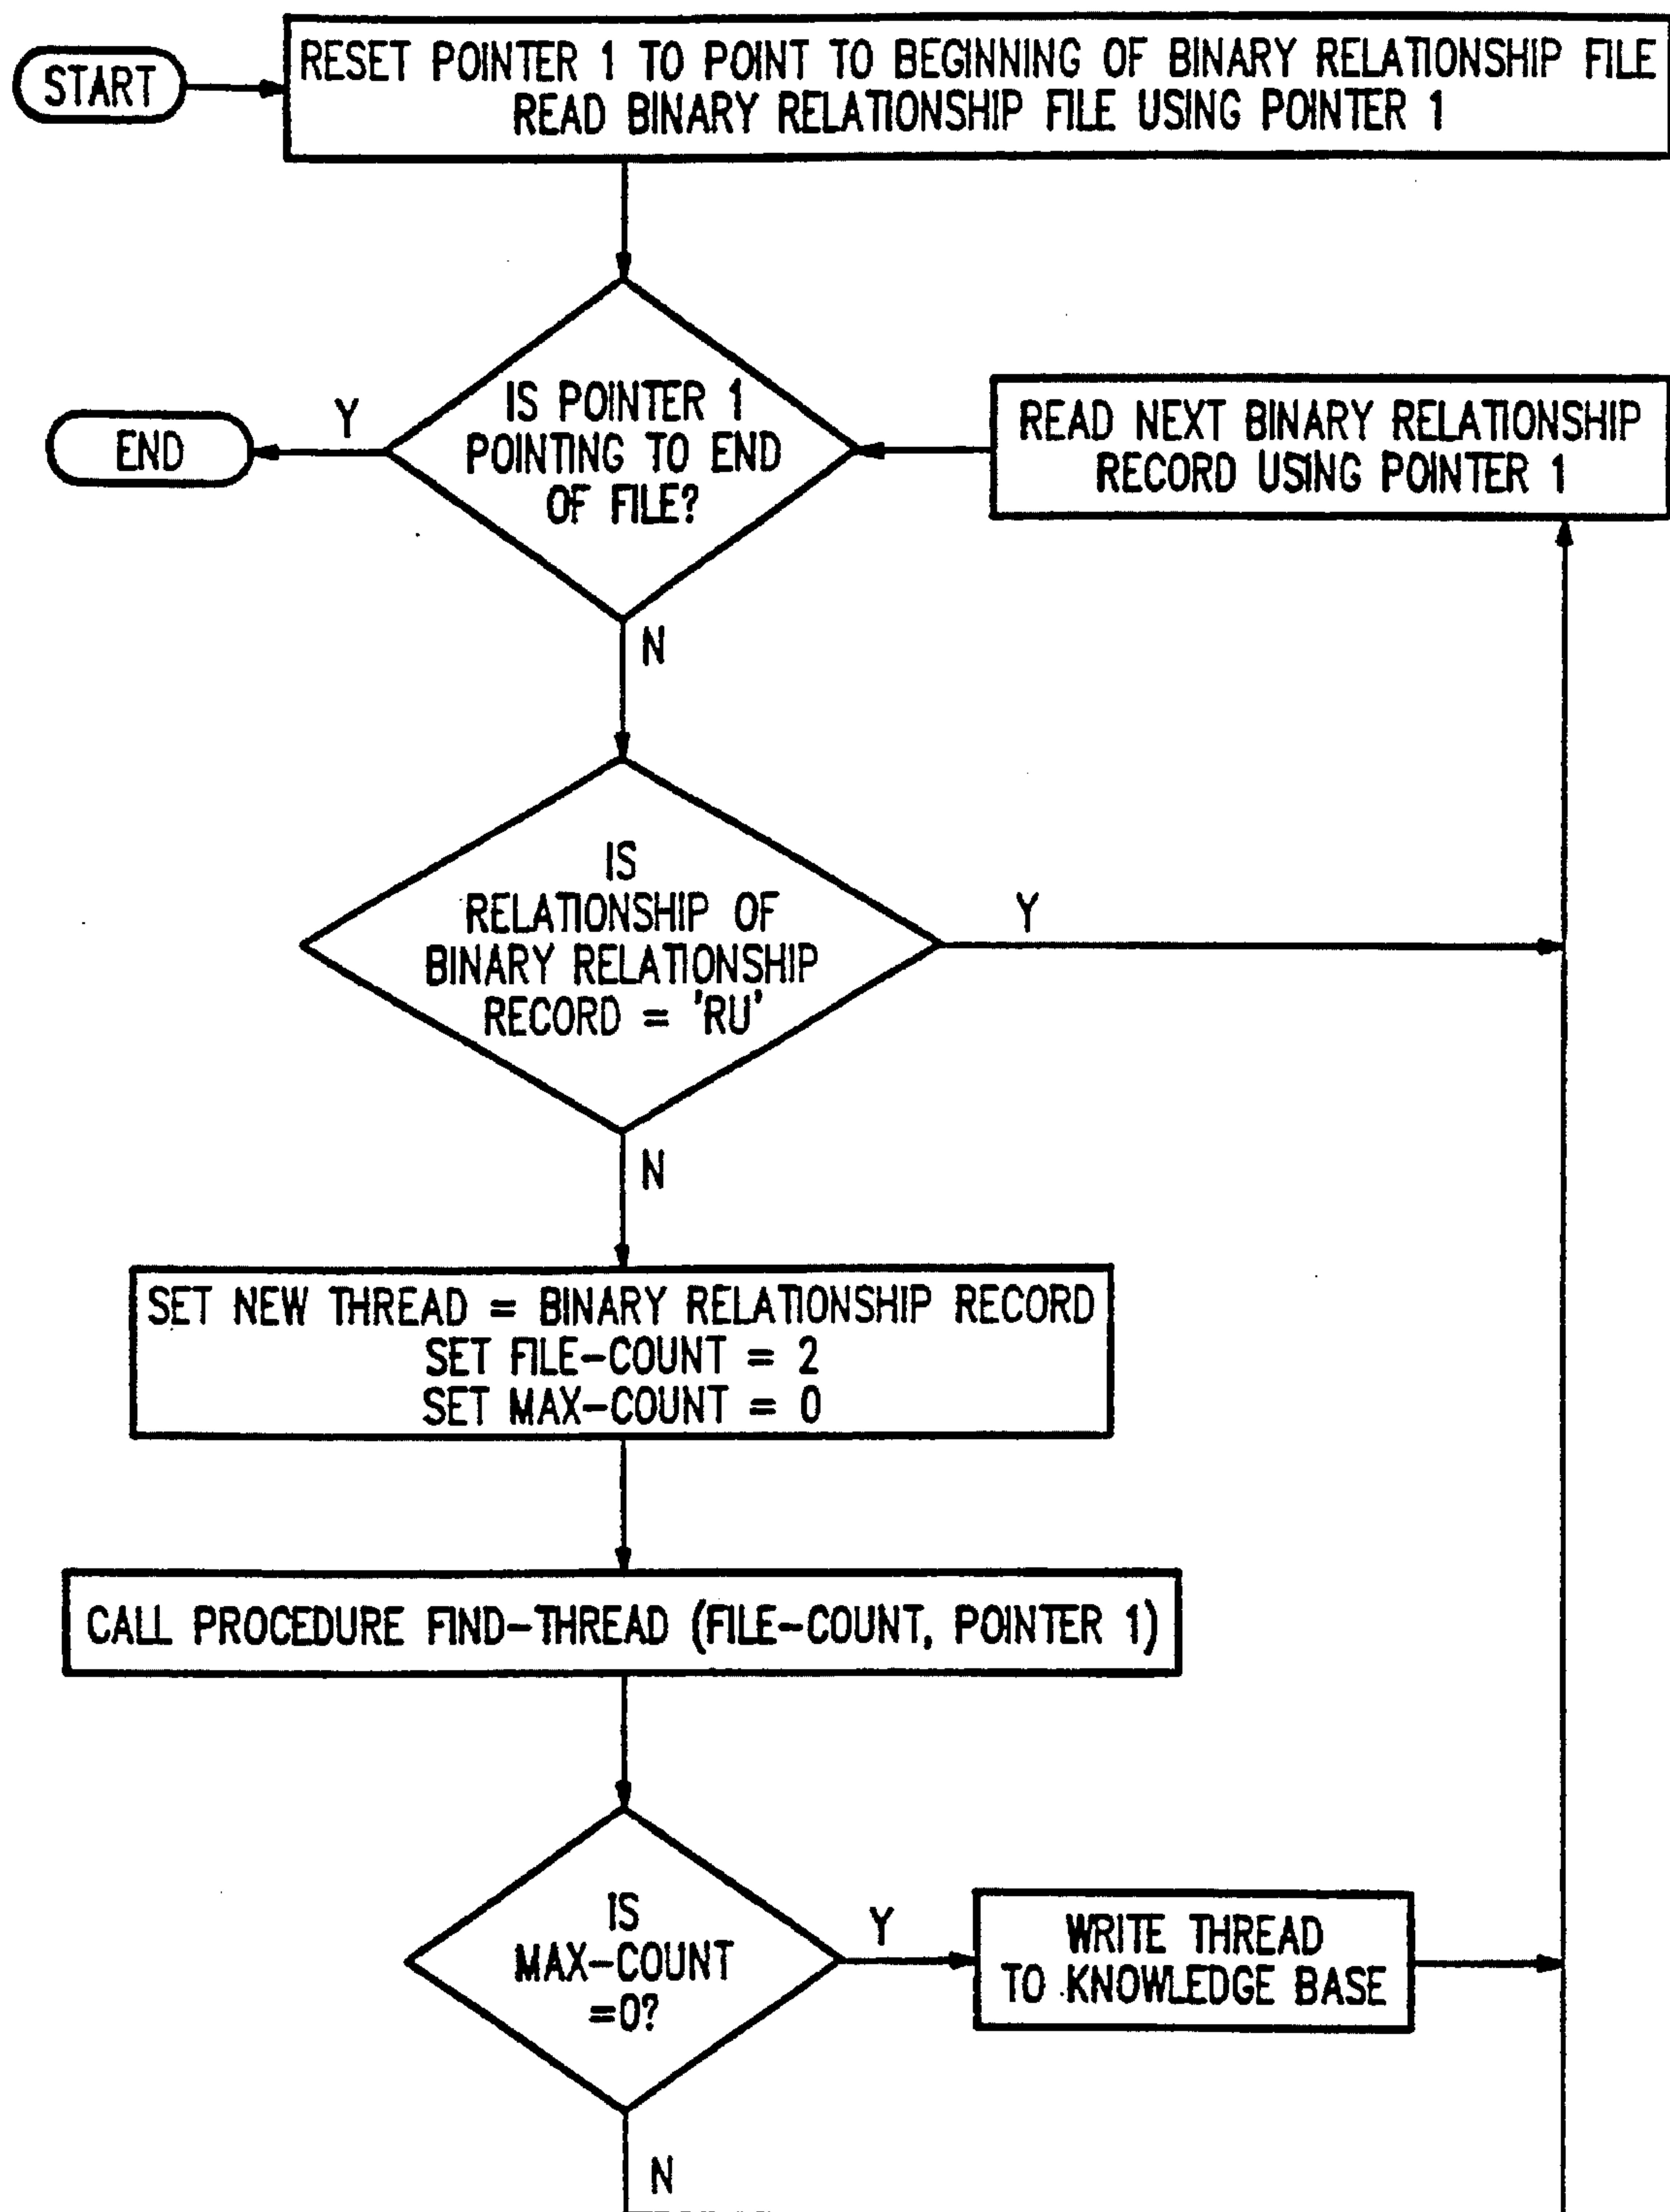 START
RESET POINTER 1 TO POINT TO BEGINNING OF BINARY RELATIONSHIP FILE
READ BINARY RELATIONSHIP FILE USING POINTER 1
IS POINTER 1
POINTING TO END
OF FILE?
Y
END
READ NEXT BINARY RELATIONSHIP
RECORD USING POINTER 1
N
IS
RELATIONSHIP OF
BINARY RELATIONSHIP
RECORD = 'RU'
Y
N
SET NEW THREAD = BINARY RELATIONSHIP RECORD
SET FILE-COUNT = 2
SET MAX-COUNT = 0
CALL PROCEDURE FIND-THREAD (FILE-COUNT, POINTER 1)
IS
MAX-COUNT
=0?
Y
WRITE THREAD
TO KNOWLEDGE BASE
N